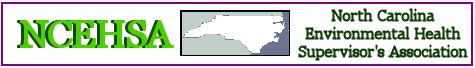 NCEHSA
North Carolina
Environmental Health
Supervisor's Association